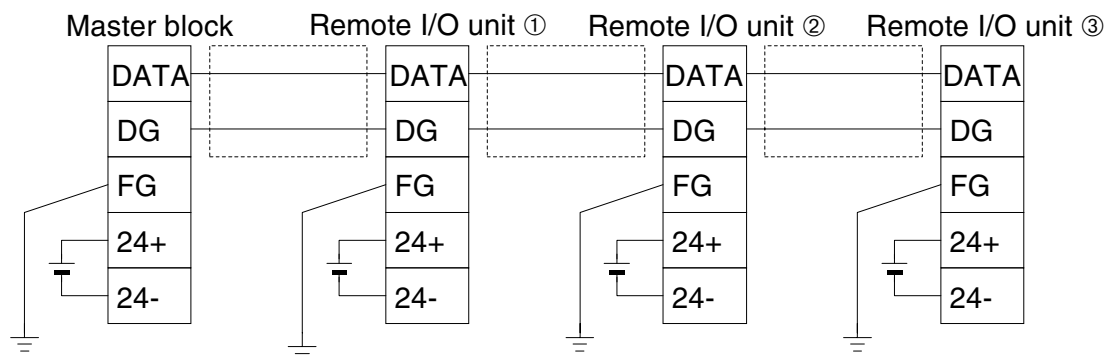 Master block
Remote I/O unit ①
Remote I/O unit ②
Remote I/O unit ③
DATA
DG
FG
24+
24-
DATA
DG
FG
24+
24-
DATA
DG
FG
24+
24-
DATA
DG
FG
24+
24-